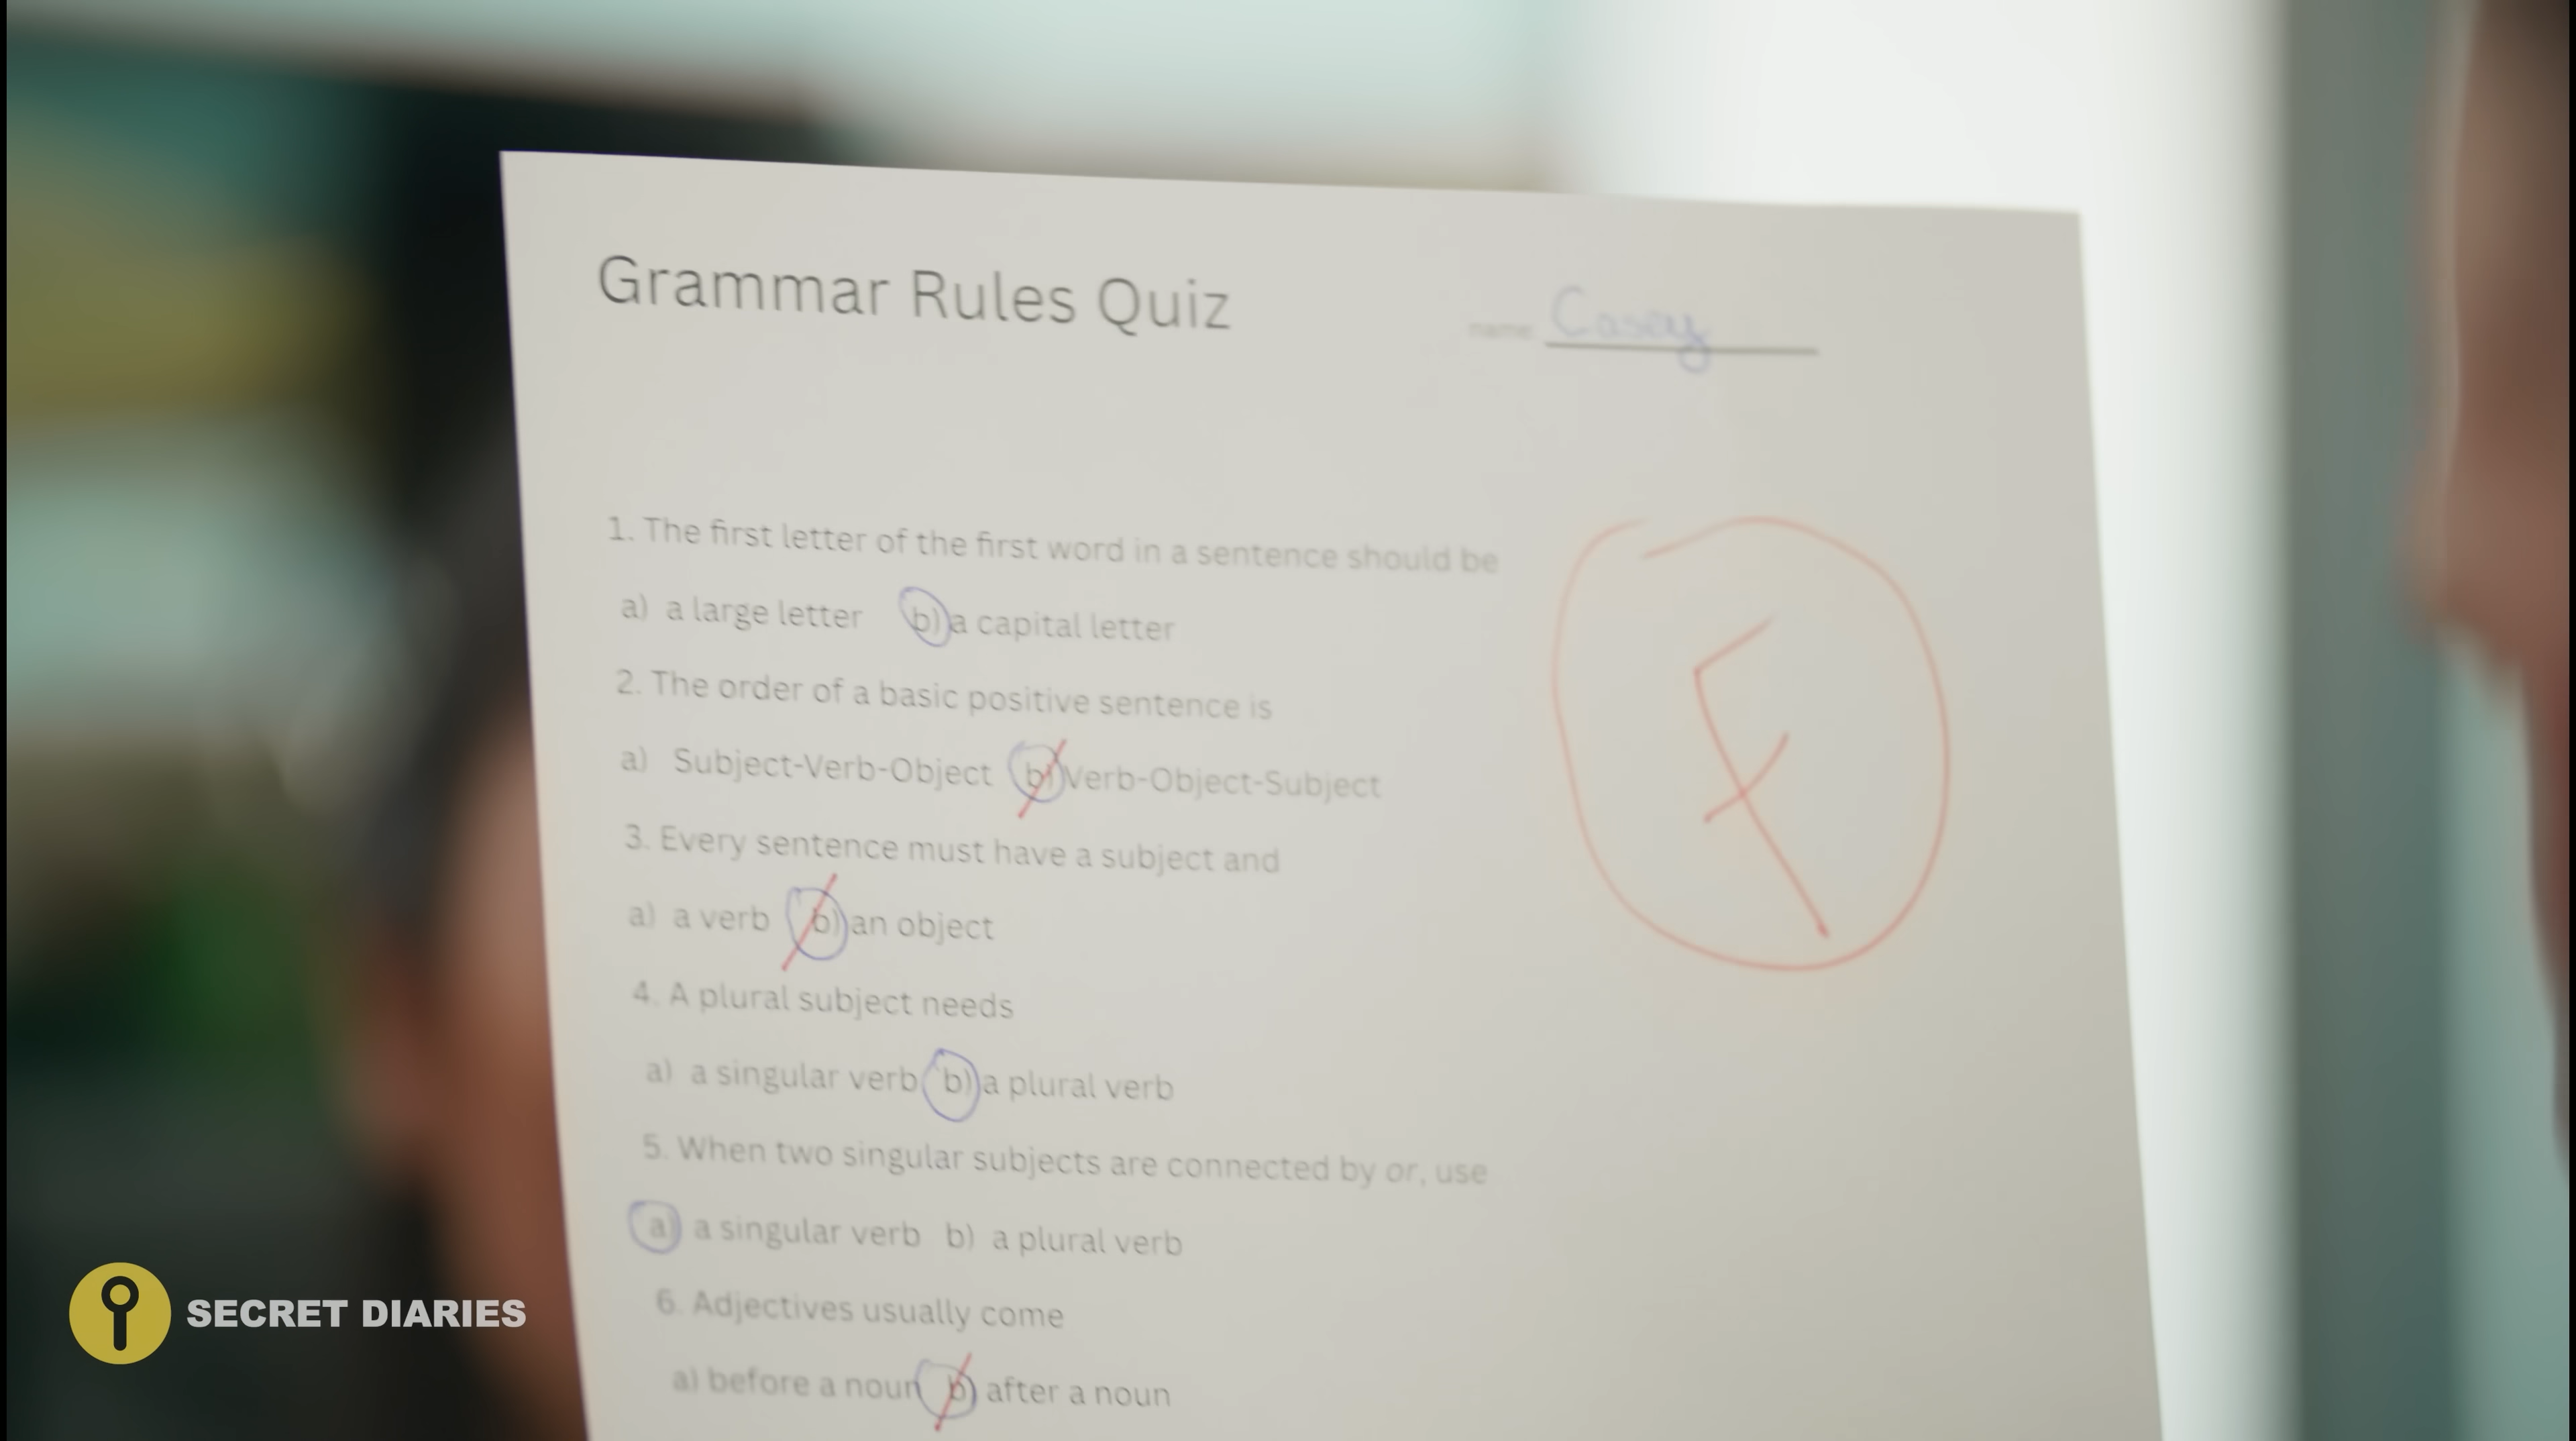 Grammar Rules Quiz
name: Casey
1. The first letter of the first word in a sentence should be
a) a large letter b) a capital letter
2. The order of a basic positive sentence is
a) Subject-Verb-Object b) Verb-Object-Subject
3. Every sentence must have a subject and
a) a verb b) an object
4. A plural subject needs
a) a singular verb b) a plural verb
5. When two singular subjects are connected by or, use
a) a singular verb b) a plural verb
6. Adjectives usually come
a) before a noun b) after a noun
F
SECRET DIARIES